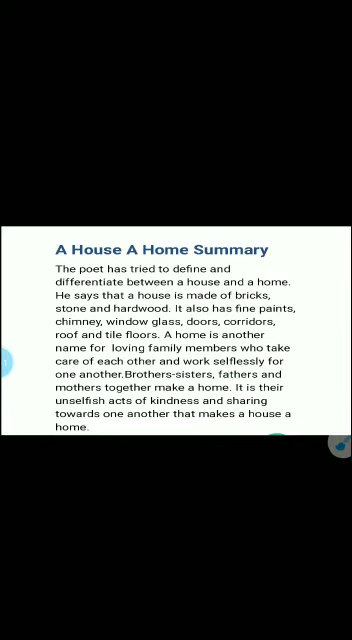 A House A Home Summary
The poet has tried to define and
differentiate between a house and a home.
He says that a house is made of bricks,
stone and hardwood. It also has fine paints,
chimney, window glass, doors, corridors,
roof and tile floors. A home is another
name for loving family members who take
care of each other and work selflessly for
one another.Brothers-sisters, fathers and
mothers together make a home. It is their
unselfish acts of kindness and sharing
towards one another that makes a house a
home.